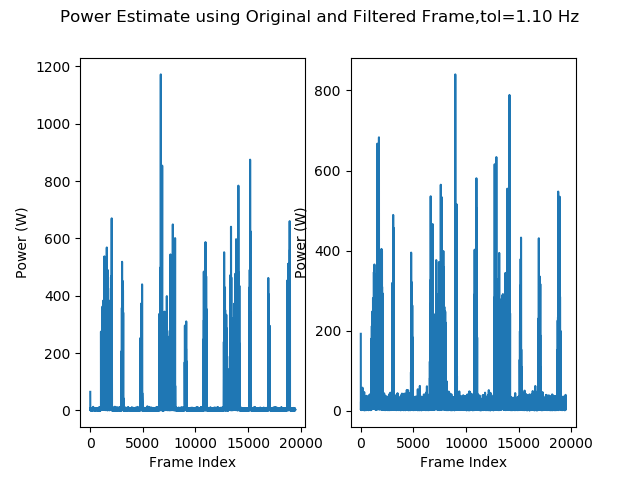 Power Estimate using Original and Filtered Frame,tol=1.10 Hz
Power (W)
1200
1000
800
600
400
200
0
0 5000 10000 15000 20000
Frame Index
Power (W)
800
600
400
200
0
0 5000 10000 15000 20000
Frame Index